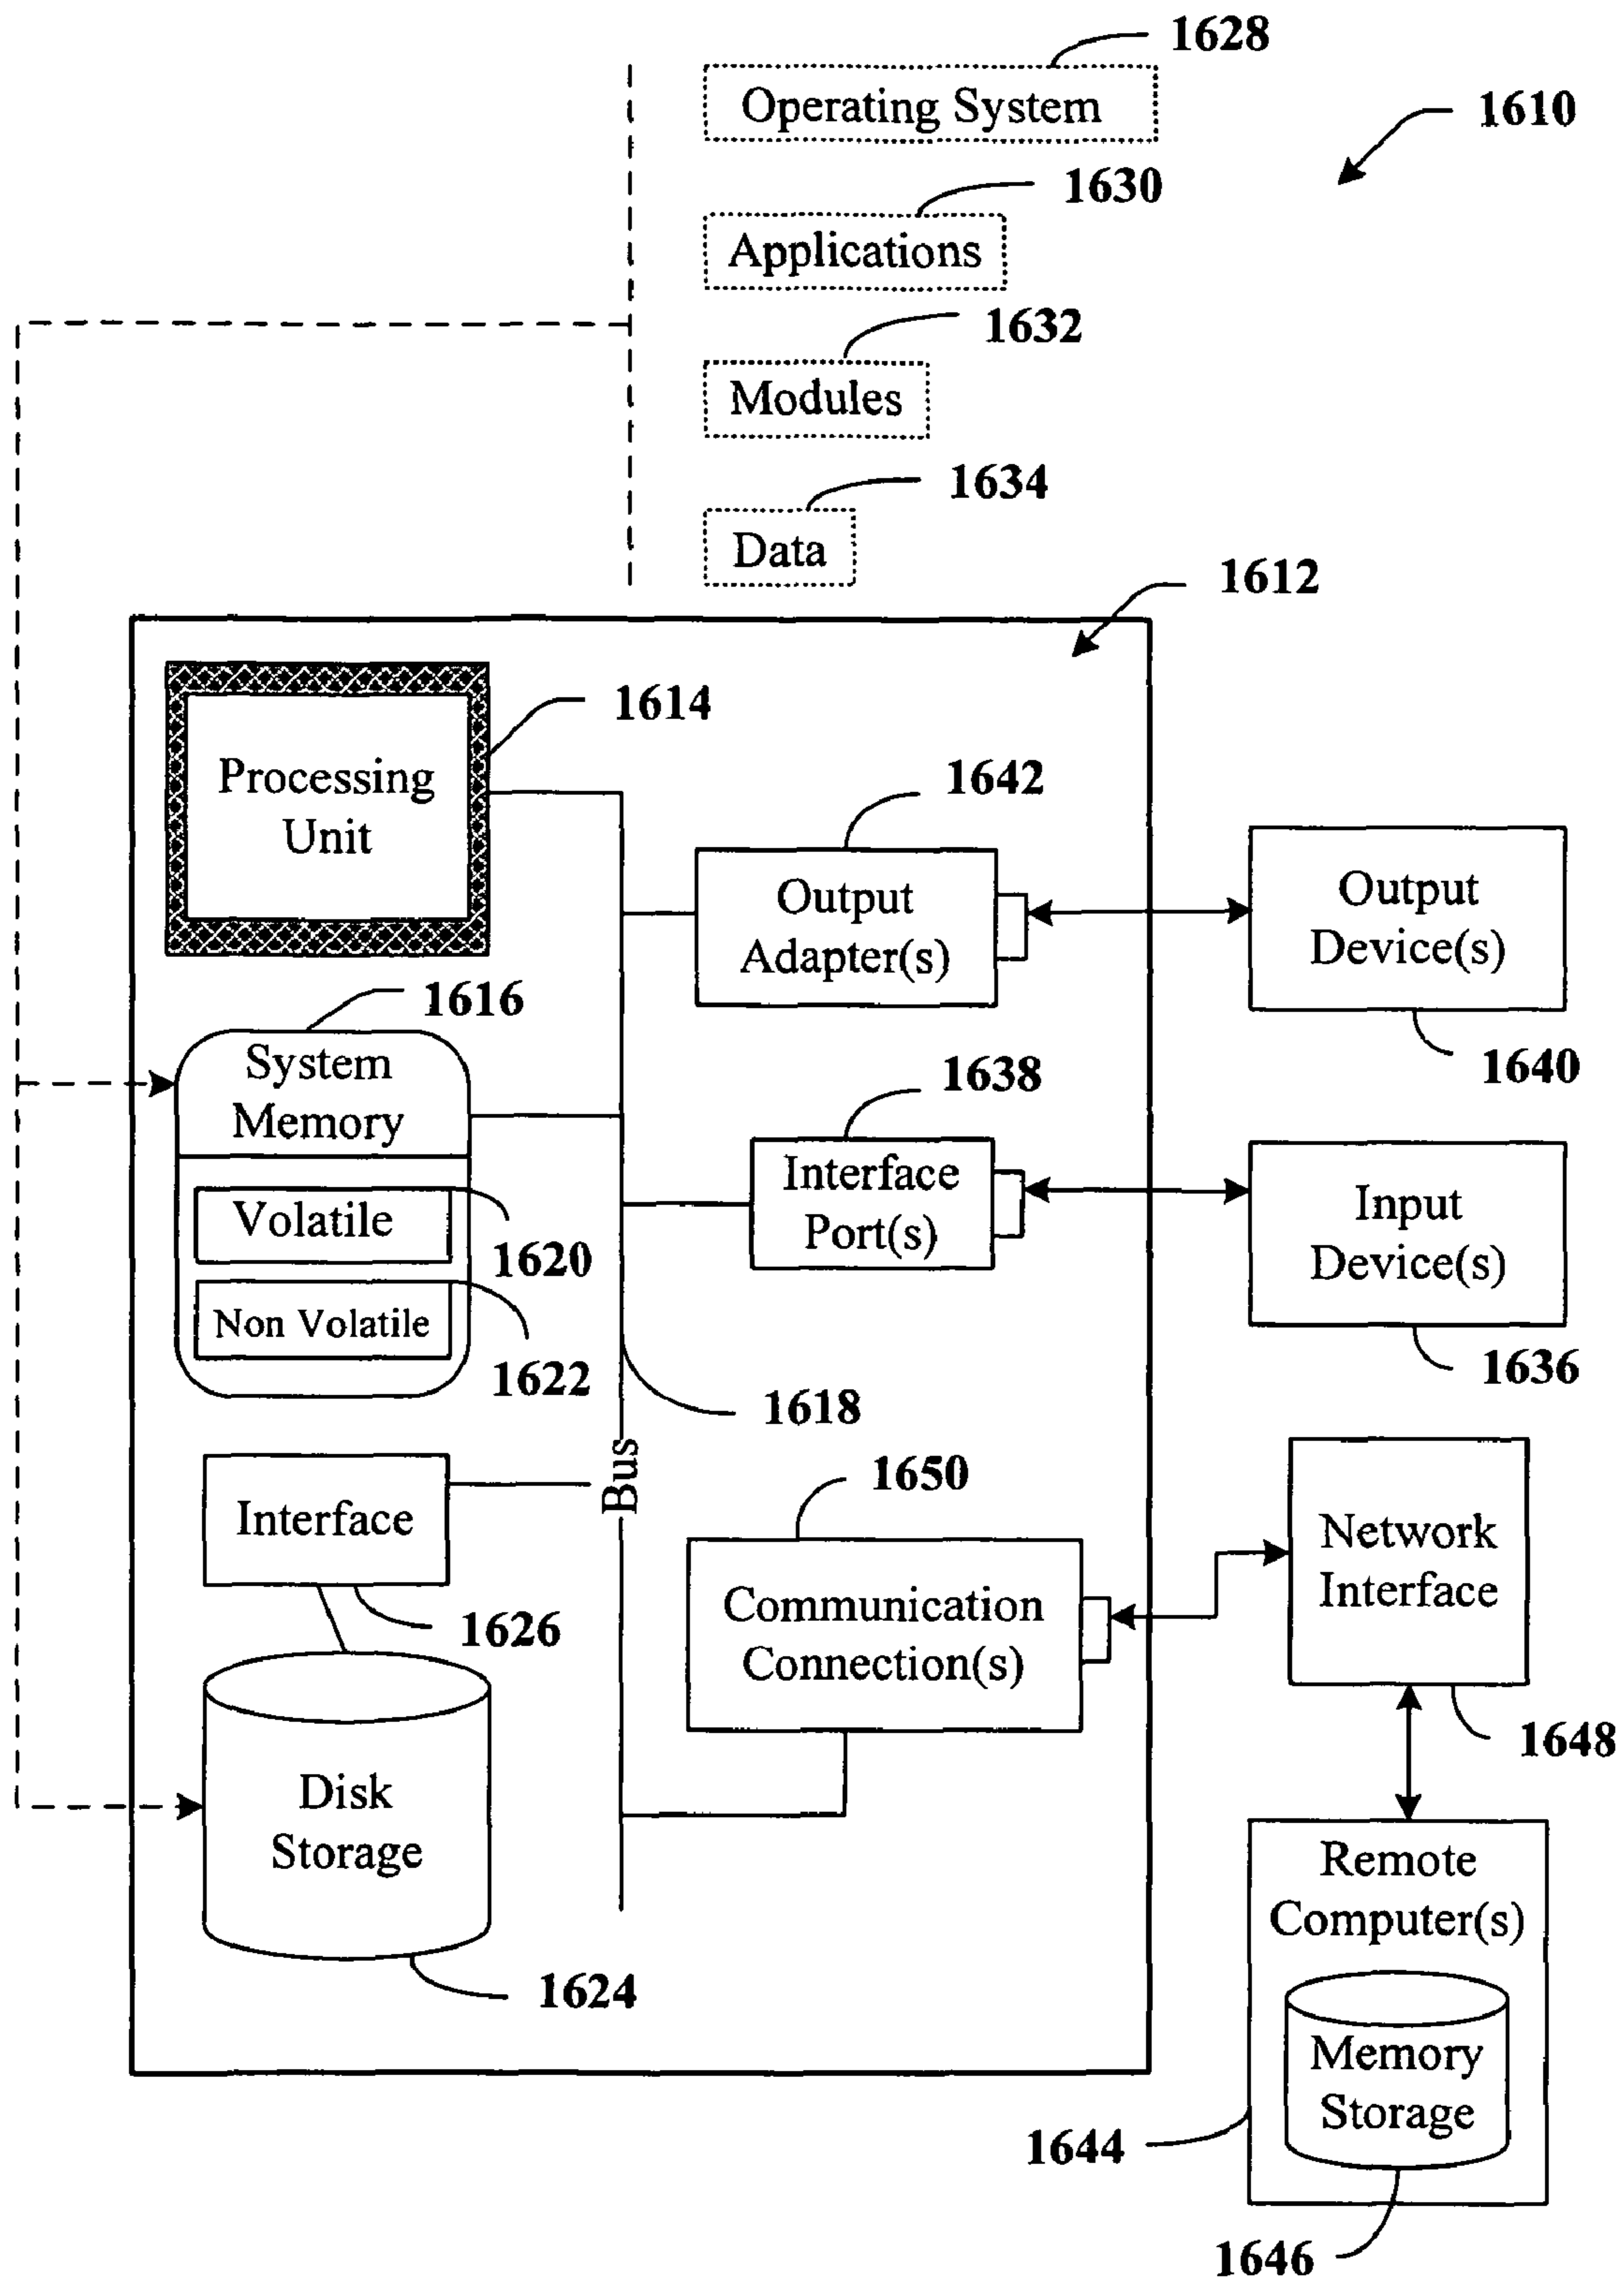 1628
Operating System
1610
1630
Applications
1632
Modules
1634
Data
1612
1614
Processing
Unit
1642
Output
Adapter(s)
Output
Device(s)
1640
1616
System
Memory
1638
Interface
Port(s)
Input
Device(s)
1636
Volatile
1620
Non Volatile
1622
1618
Bus
Interface
1626
1650
Communication
Connection(s)
Network
Interface
1648
Disk
Storage
1624
Remote
Computer(s)
Memory
Storage
1644
1646